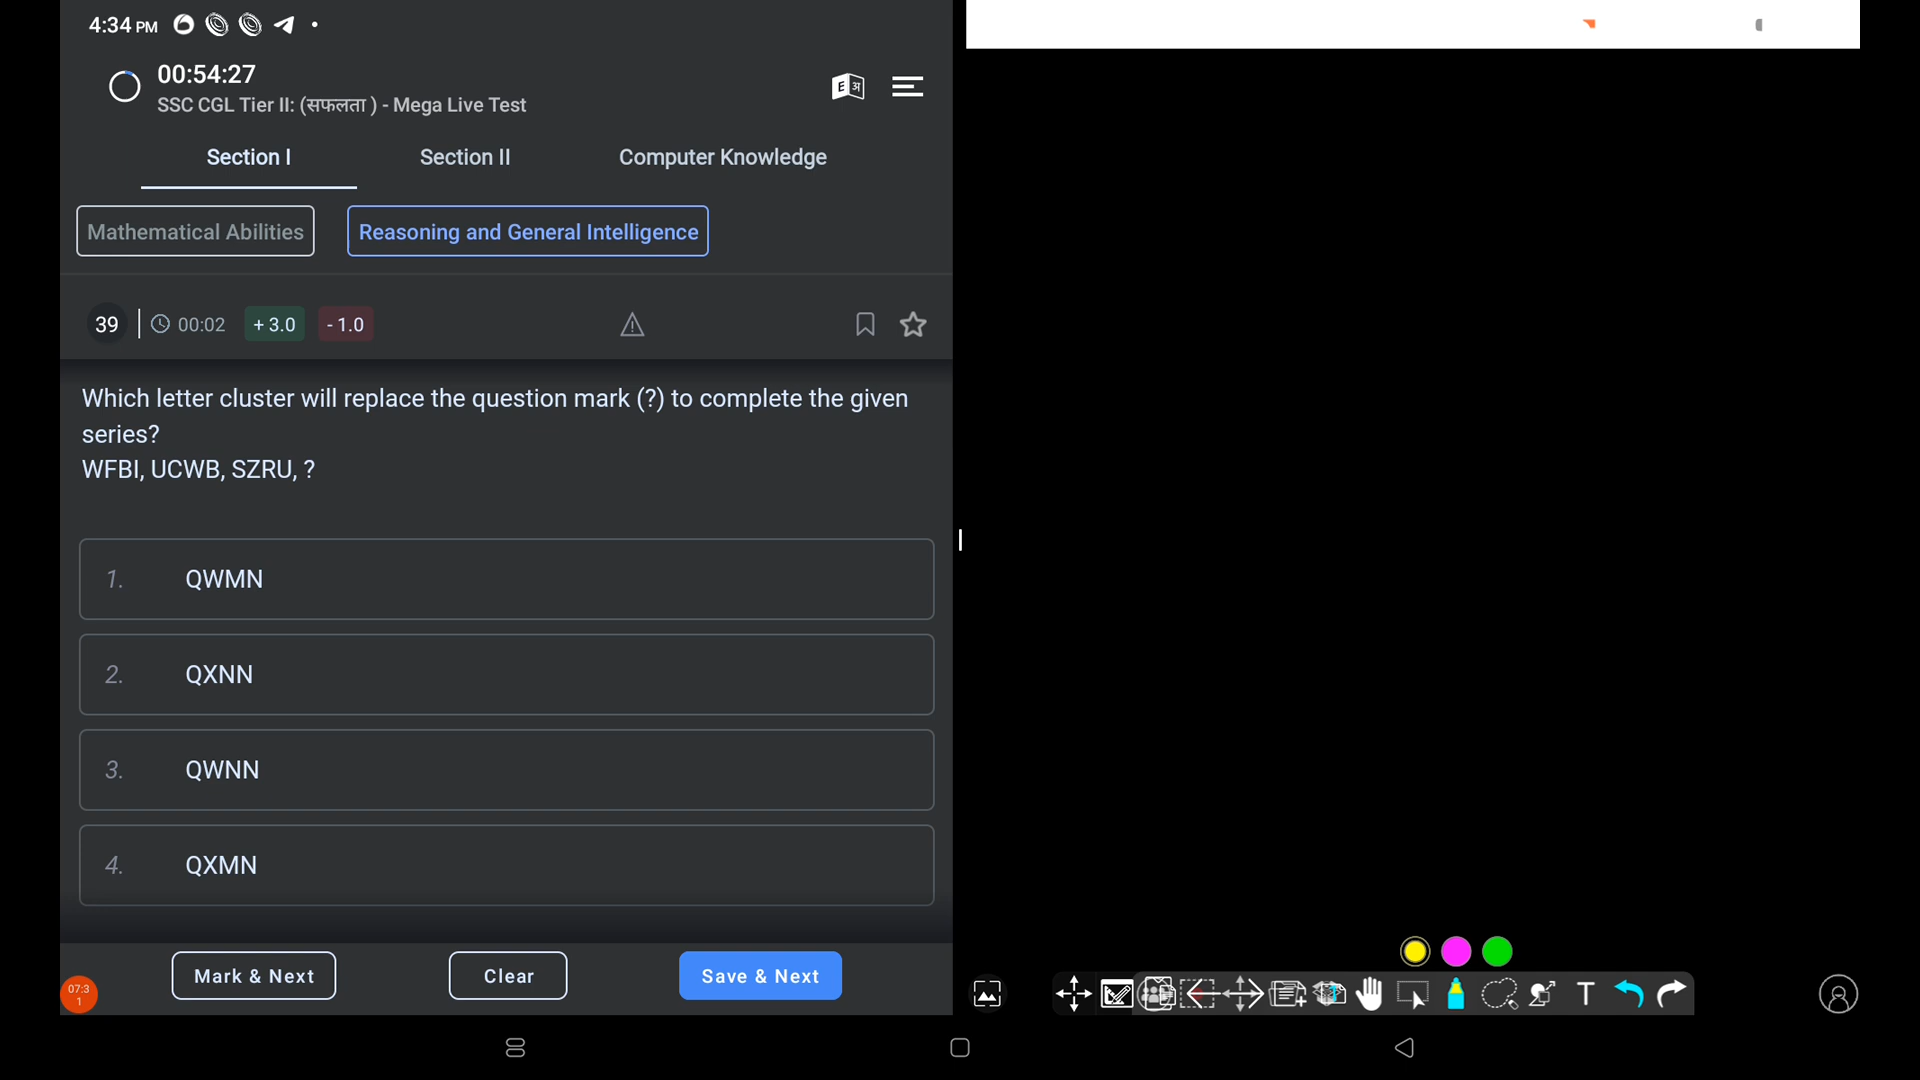 4:34 PM
00:54:27
SSC CGL Tier II: (सफलता ) - Mega Live Test
E अ
Section I Section II Computer Knowledge
Mathematical Abilities Reasoning and General Intelligence
39 00:02 + 3.0 - 1.0
Which letter cluster will replace the question mark (?) to complete the given
series?
WFBI, UCWB, SZRU, ?
1. QWMN
2. QXNN
3. QWNN
4. QXMN
Mark & Next Clear Save & Next
07:3
1
T